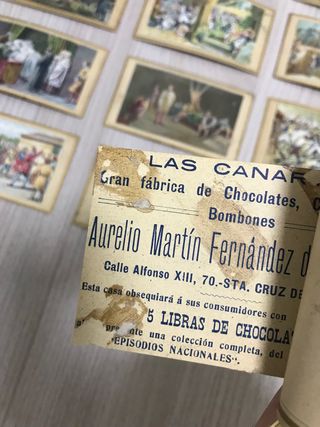 LAS CANAR
Gran fábrica de Chocolates, C
Bombones
Aurelio Martín Fernández d
Calle Alfonso XIII, 70.-STA. CRUZ DE
Esta casa obsequiará á sus consumidores con
5 LIBRAS DE CHOCOLA
una colección completa, del
"EPISODIOS NACIONALES".